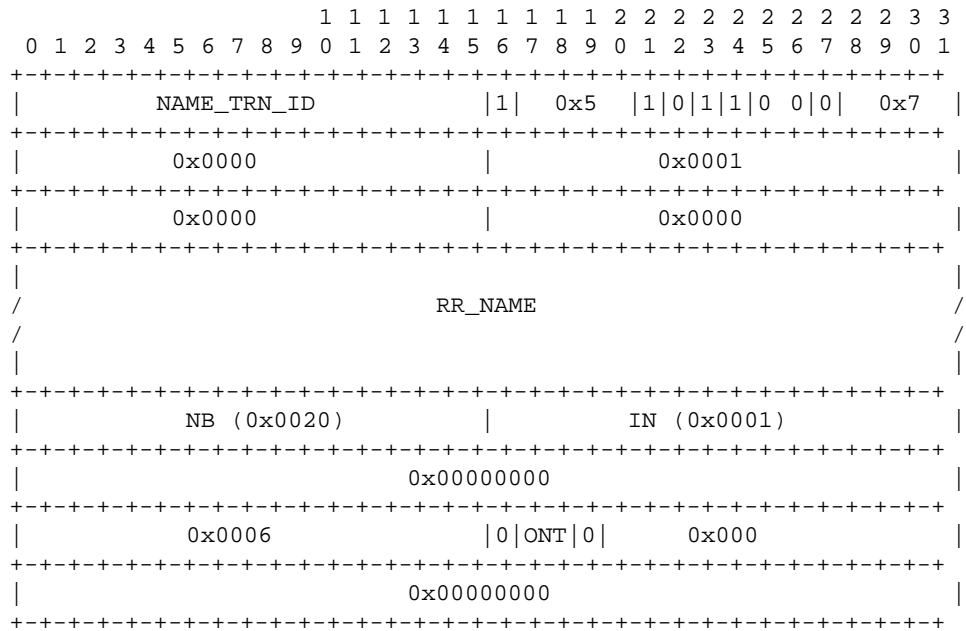 1 1 1 1 1 1 1 1 1 1 2 2 2 2 2 2 2 2 2 2 3 3
 0 1 2 3 4 5 6 7 8 9 0 1 2 3 4 5 6 7 8 9 0 1 2 3 4 5 6 7 8 9 0 1
+-+-+-+-+-+-+-+-+-+-+-+-+-+-+-+-+-+-+-+-+-+-+-+-+-+-+-+-+-+-+-+-+
|         NAME_TRN_ID           |1|  0x5  |1|0|1|1|0 0|0|  0x7  |
+-+-+-+-+-+-+-+-+-+-+-+-+-+-+-+-+-+-+-+-+-+-+-+-+-+-+-+-+-+-+-+-+
|          0x0000               |           0x0001              |
+-+-+-+-+-+-+-+-+-+-+-+-+-+-+-+-+-+-+-+-+-+-+-+-+-+-+-+-+-+-+-+-+
|          0x0000               |           0x0000              |
+-+-+-+-+-+-+-+-+-+-+-+-+-+-+-+-+-+-+-+-+-+-+-+-+-+-+-+-+-+-+-+-+
|                                                               |
/                            RR_NAME                            /
/                                                               /
|                                                               |
+-+-+-+-+-+-+-+-+-+-+-+-+-+-+-+-+-+-+-+-+-+-+-+-+-+-+-+-+-+-+-+-+
|           NB (0x0020)         |         IN (0x0001)           |
+-+-+-+-+-+-+-+-+-+-+-+-+-+-+-+-+-+-+-+-+-+-+-+-+-+-+-+-+-+-+-+-+
|                          0x00000000                           |
+-+-+-+-+-+-+-+-+-+-+-+-+-+-+-+-+-+-+-+-+-+-+-+-+-+-+-+-+-+-+-+-+
|           0x0006              |0|ONT|0|     0x000             |
+-+-+-+-+-+-+-+-+-+-+-+-+-+-+-+-+-+-+-+-+-+-+-+-+-+-+-+-+-+-+-+-+
|                          0x00000000                           |
+-+-+-+-+-+-+-+-+-+-+-+-+-+-+-+-+-+-+-+-+-+-+-+-+-+-+-+-+-+-+-+-+